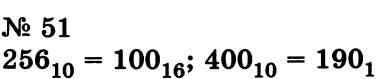 № 51
256₁₀ = 100₁₆; 400₁₀ = 190₁